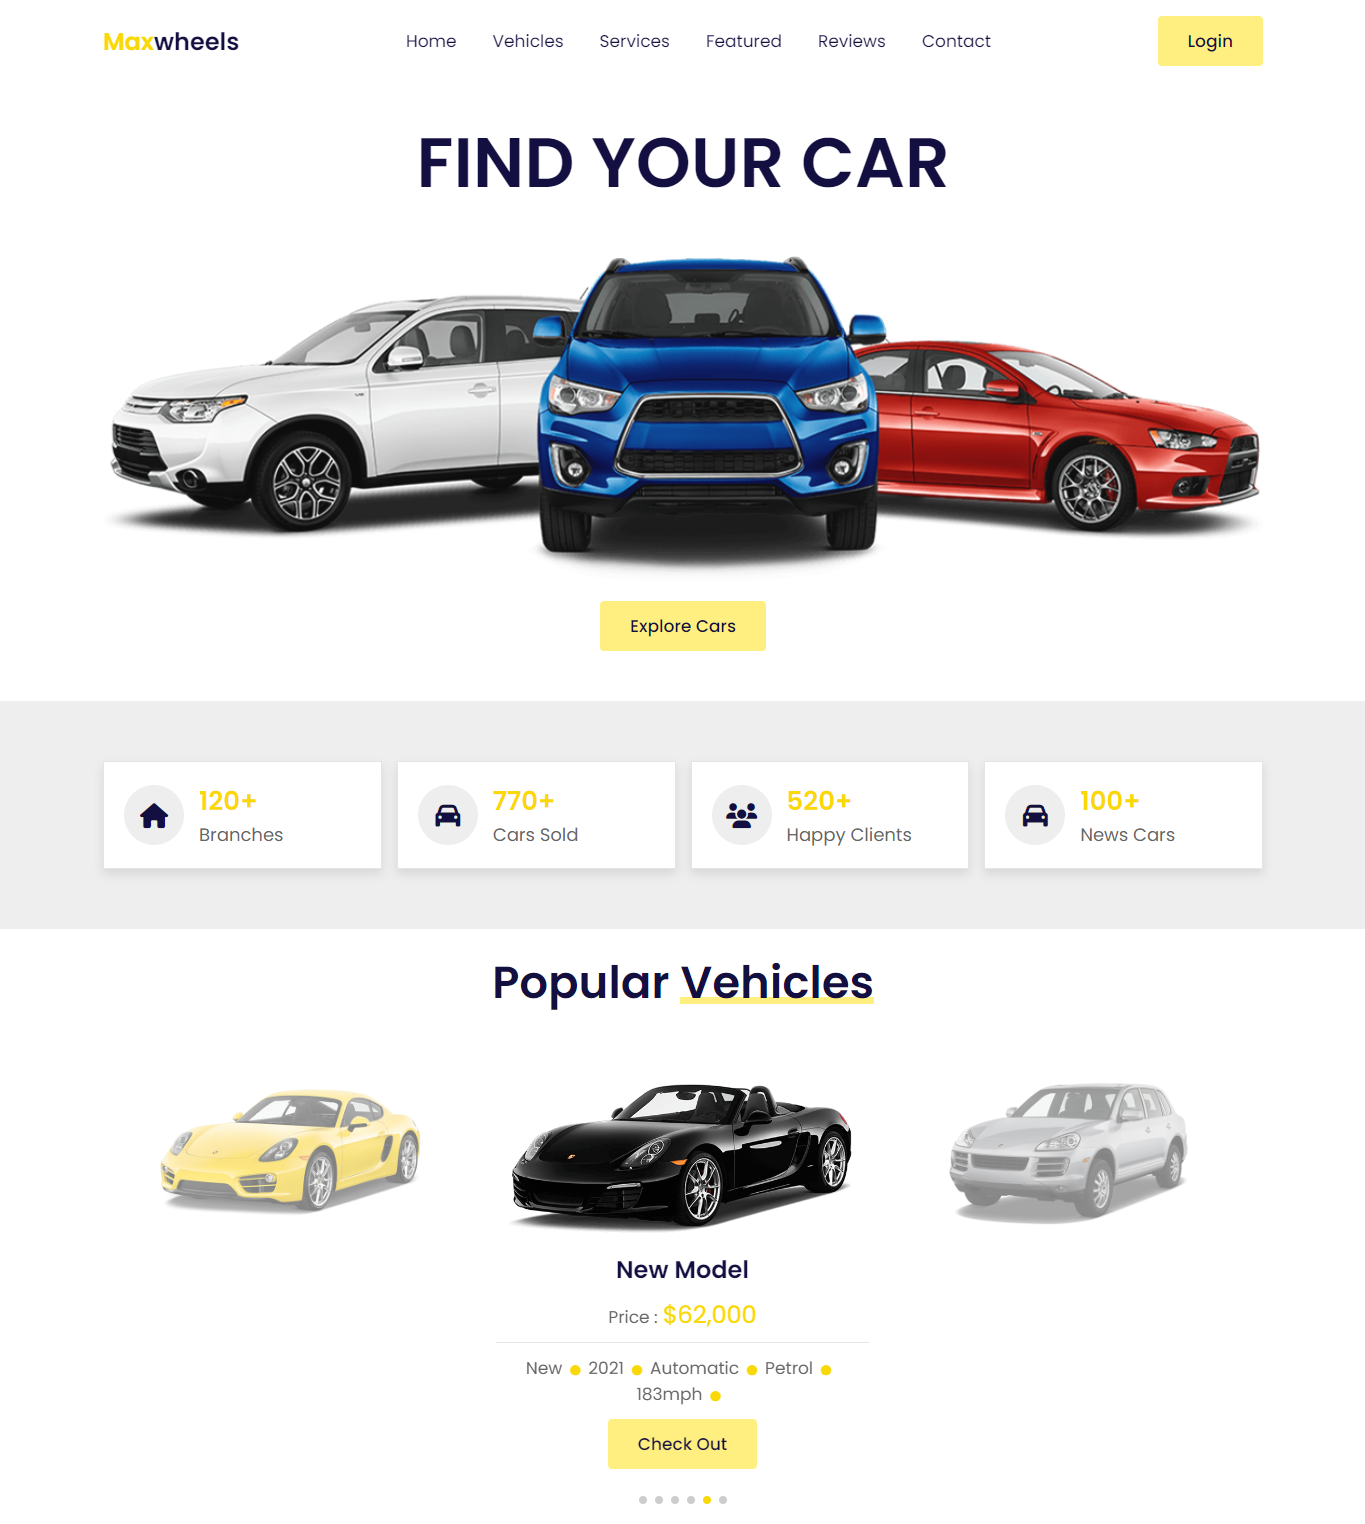 Maxwheels
Home Vehicles Services Featured Reviews Contact
Login
FIND YOUR CAR
Explore Cars
120+
Branches
770+
Cars Sold
520+
Happy Clients
100+
News Cars
Popular Vehicles
New Model
Price : $62,000
New 2021 Automatic Petrol
183mph
Check Out